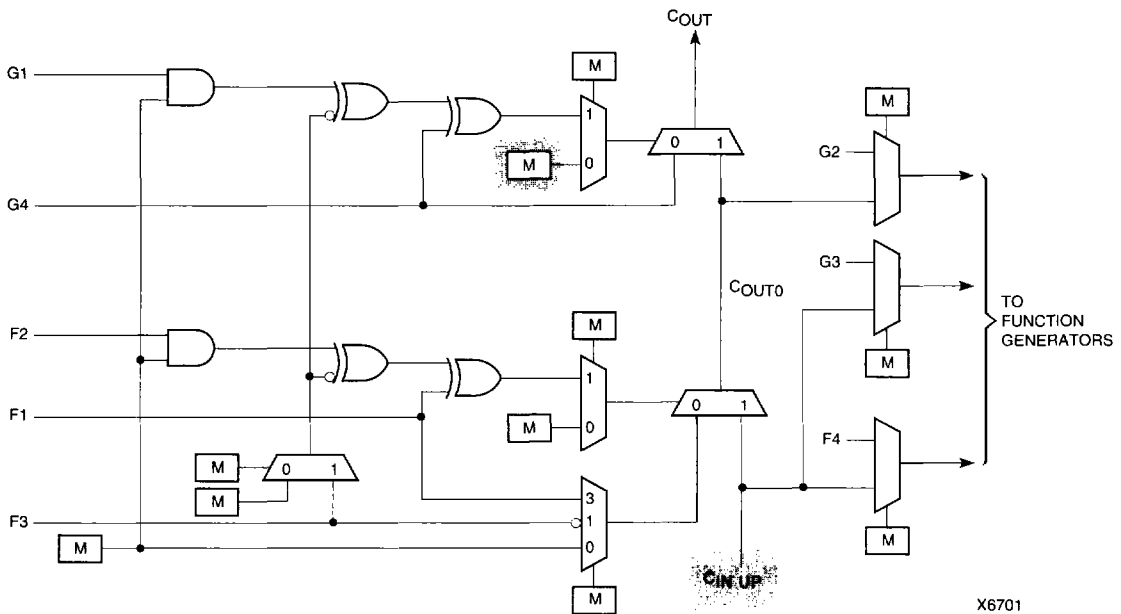 COUT
G1
M
M
1
M
0
0 1
G2
G4
G3
COUT0
TO
FUNCTION
GENERATORS
F2
M
M
1
F1
M
0
0 1
F4
M
0 1
M
3
F3
1
M
0
M
M
CIN UP
X6701